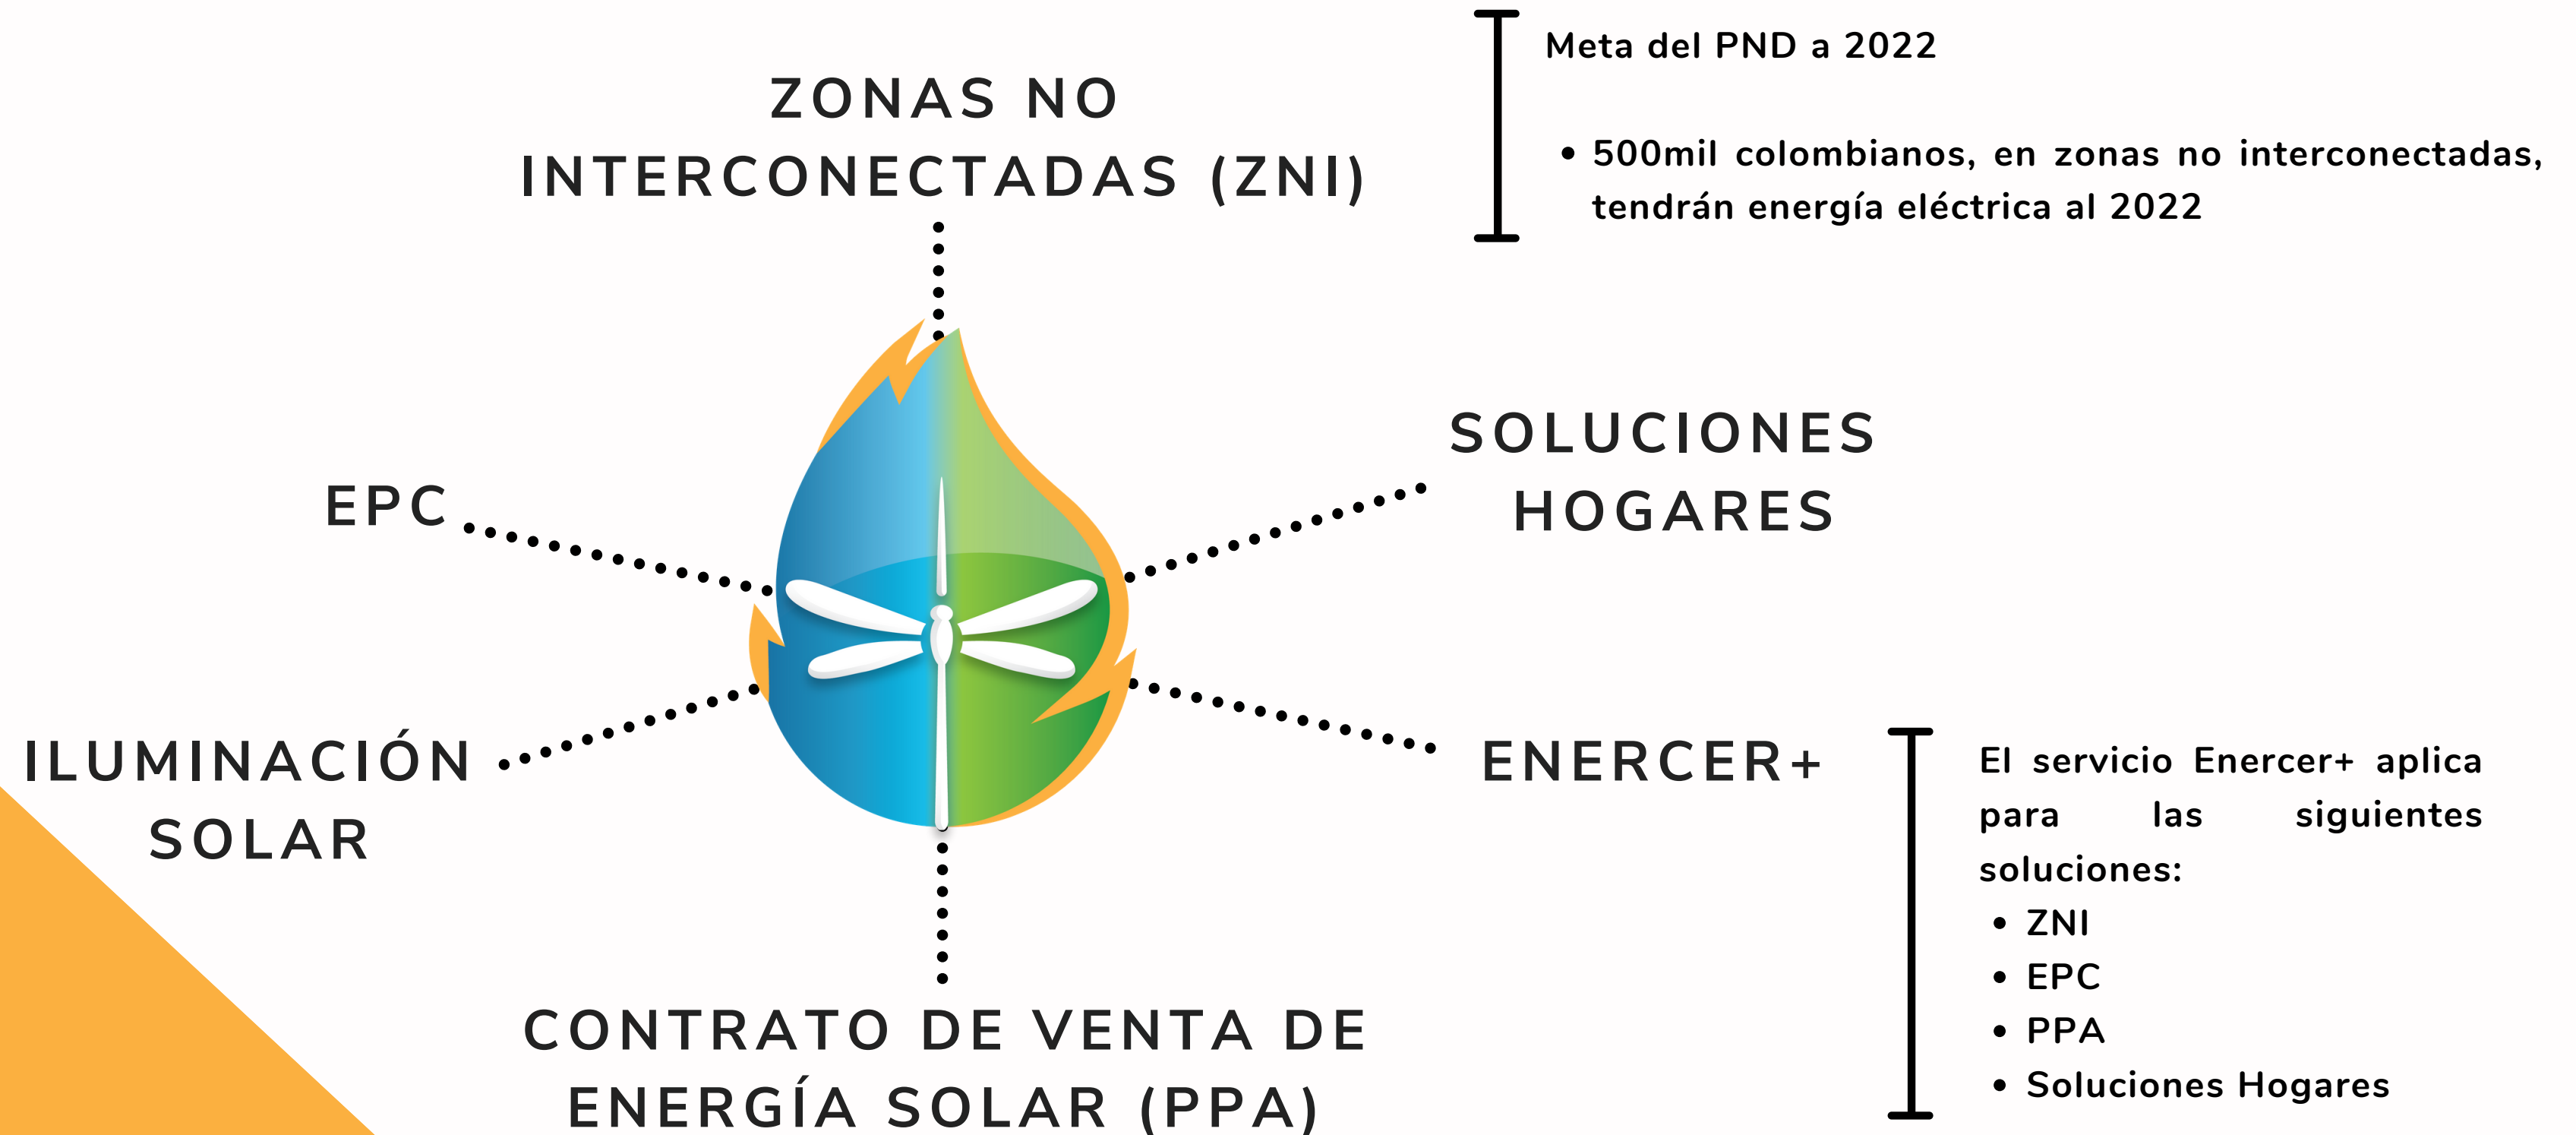 ZONAS NO
INTERCONECTADAS (ZNI)
Meta del PND a 2022
• 500mil colombianos, en zonas no interconectadas,
tendrán energía eléctrica al 2022
EPC
SOLUCIONES
HOGARES
ILUMINACIÓN
SOLAR
ENERCER+
El servicio Enercer+ aplica
para las siguientes
soluciones:
• ZNI
• EPC
• PPA
• Soluciones Hogares
CONTRATO DE VENTA DE
ENERGÍA SOLAR (PPA)